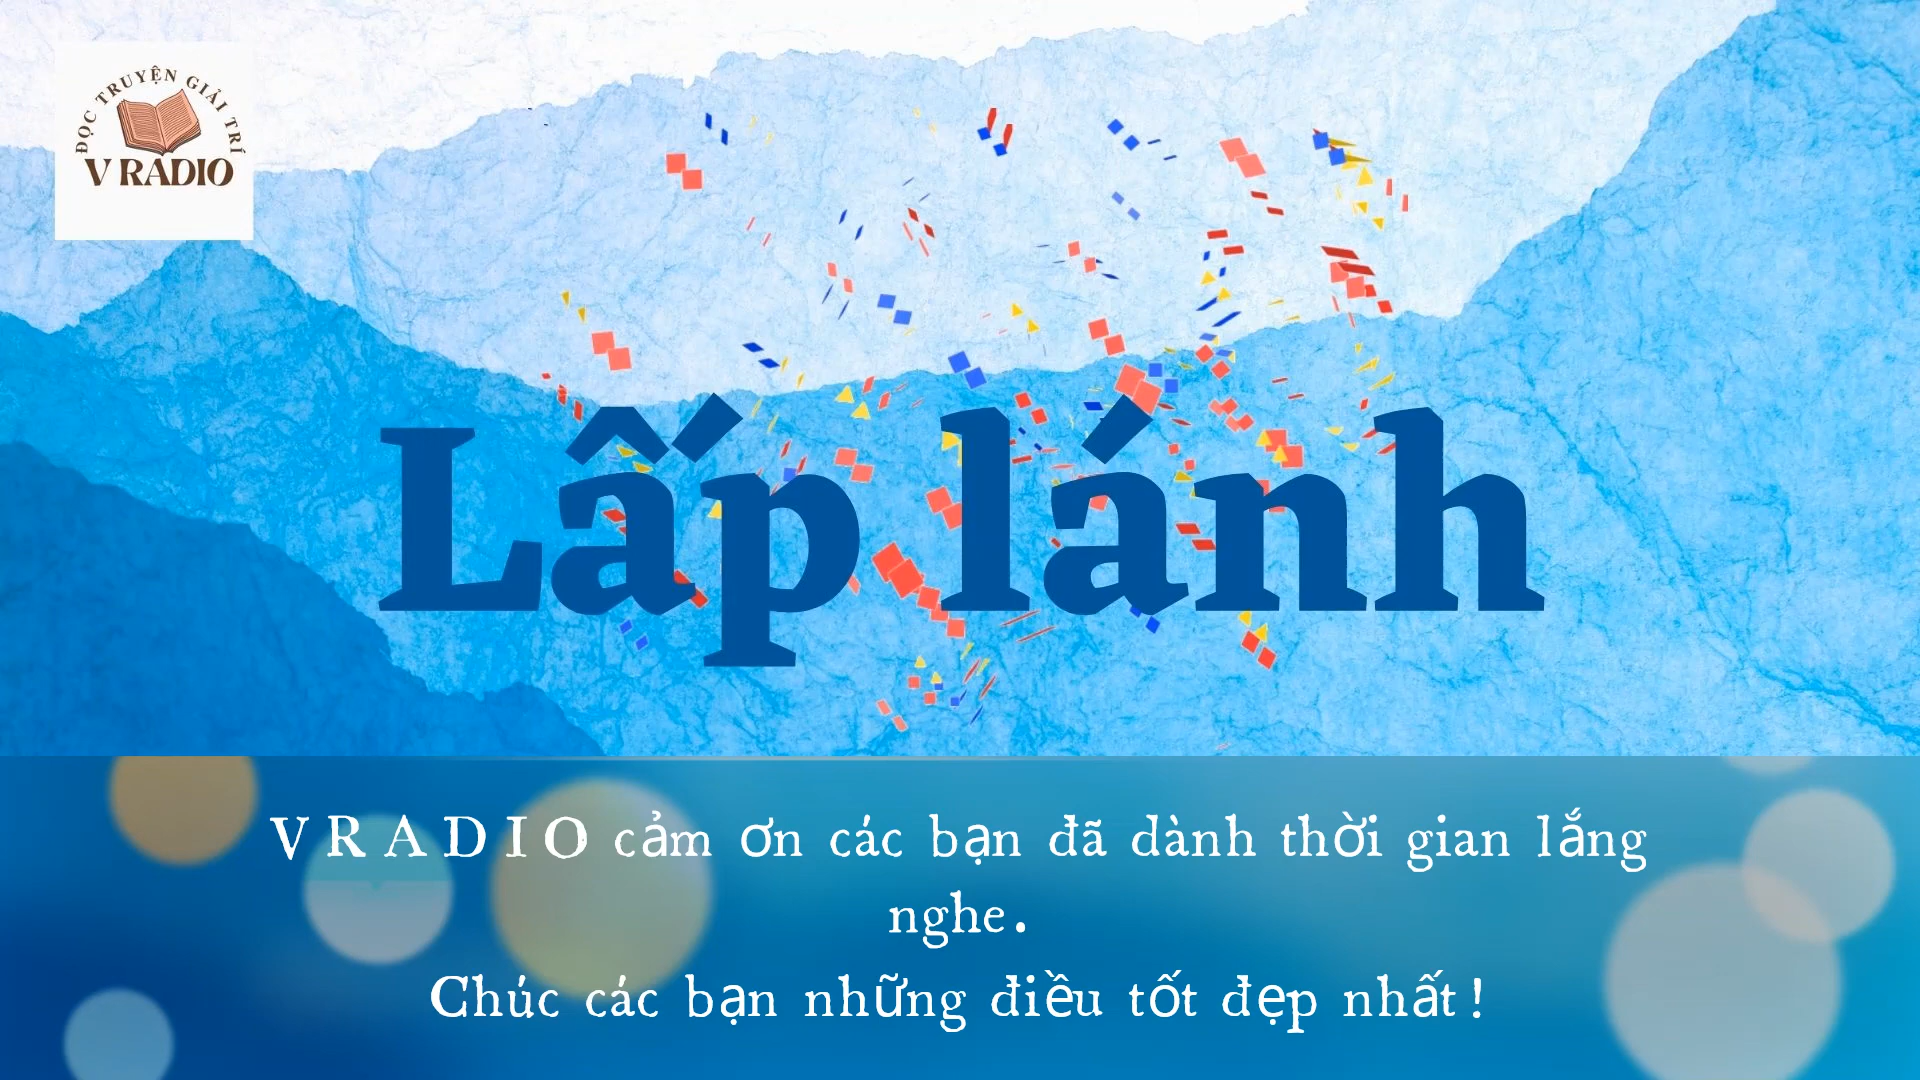 ĐỌC TRUYỆN GIẢI TRÍ
V RADIO
Lấp lánh
V R A D I O cảm ơn các bạn đã dành thời gian lắng
nghe.
Chúc các bạn những điều tốt đẹp nhất!